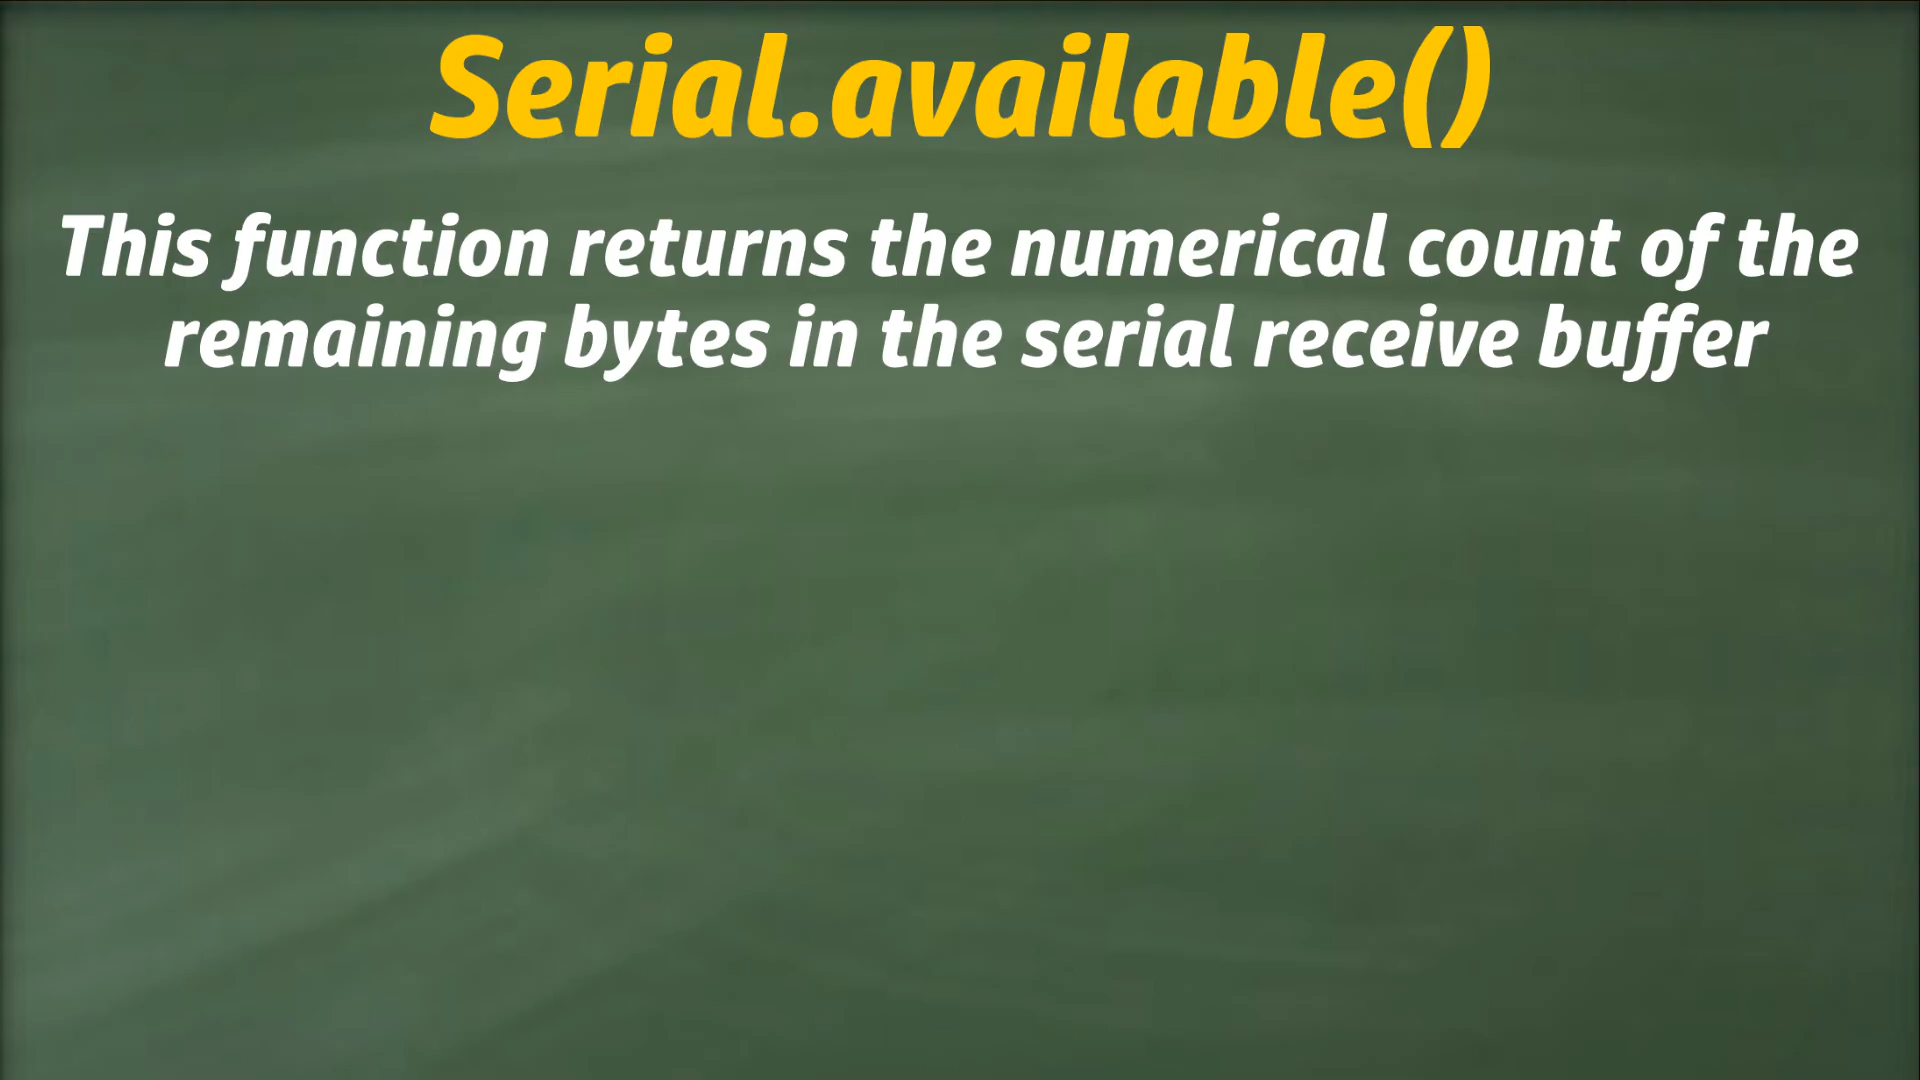 Serial.available()
This function returns the numerical count of the
remaining bytes in the serial receive buffer